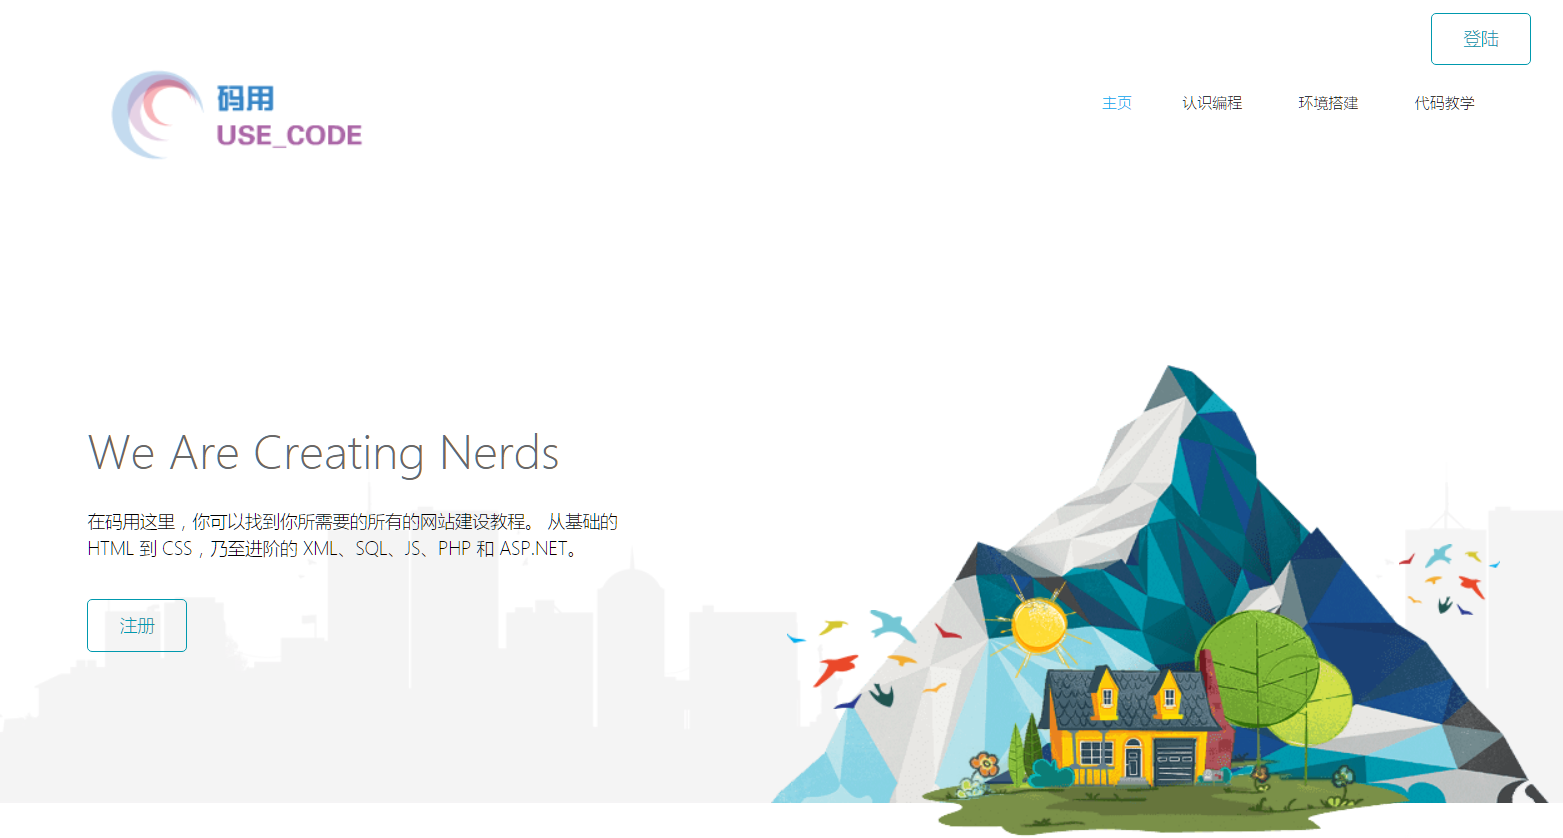 登陆
码用
USE_CODE
主页 认识编程 环境搭建 代码教学
We Are Creating Nerds
在码用这里，你可以找到你所需要的所有的网站建设教程。 从基础的
HTML 到 CSS，乃至进阶的 XML、SQL、JS、PHP 和 ASP.NET。
注册